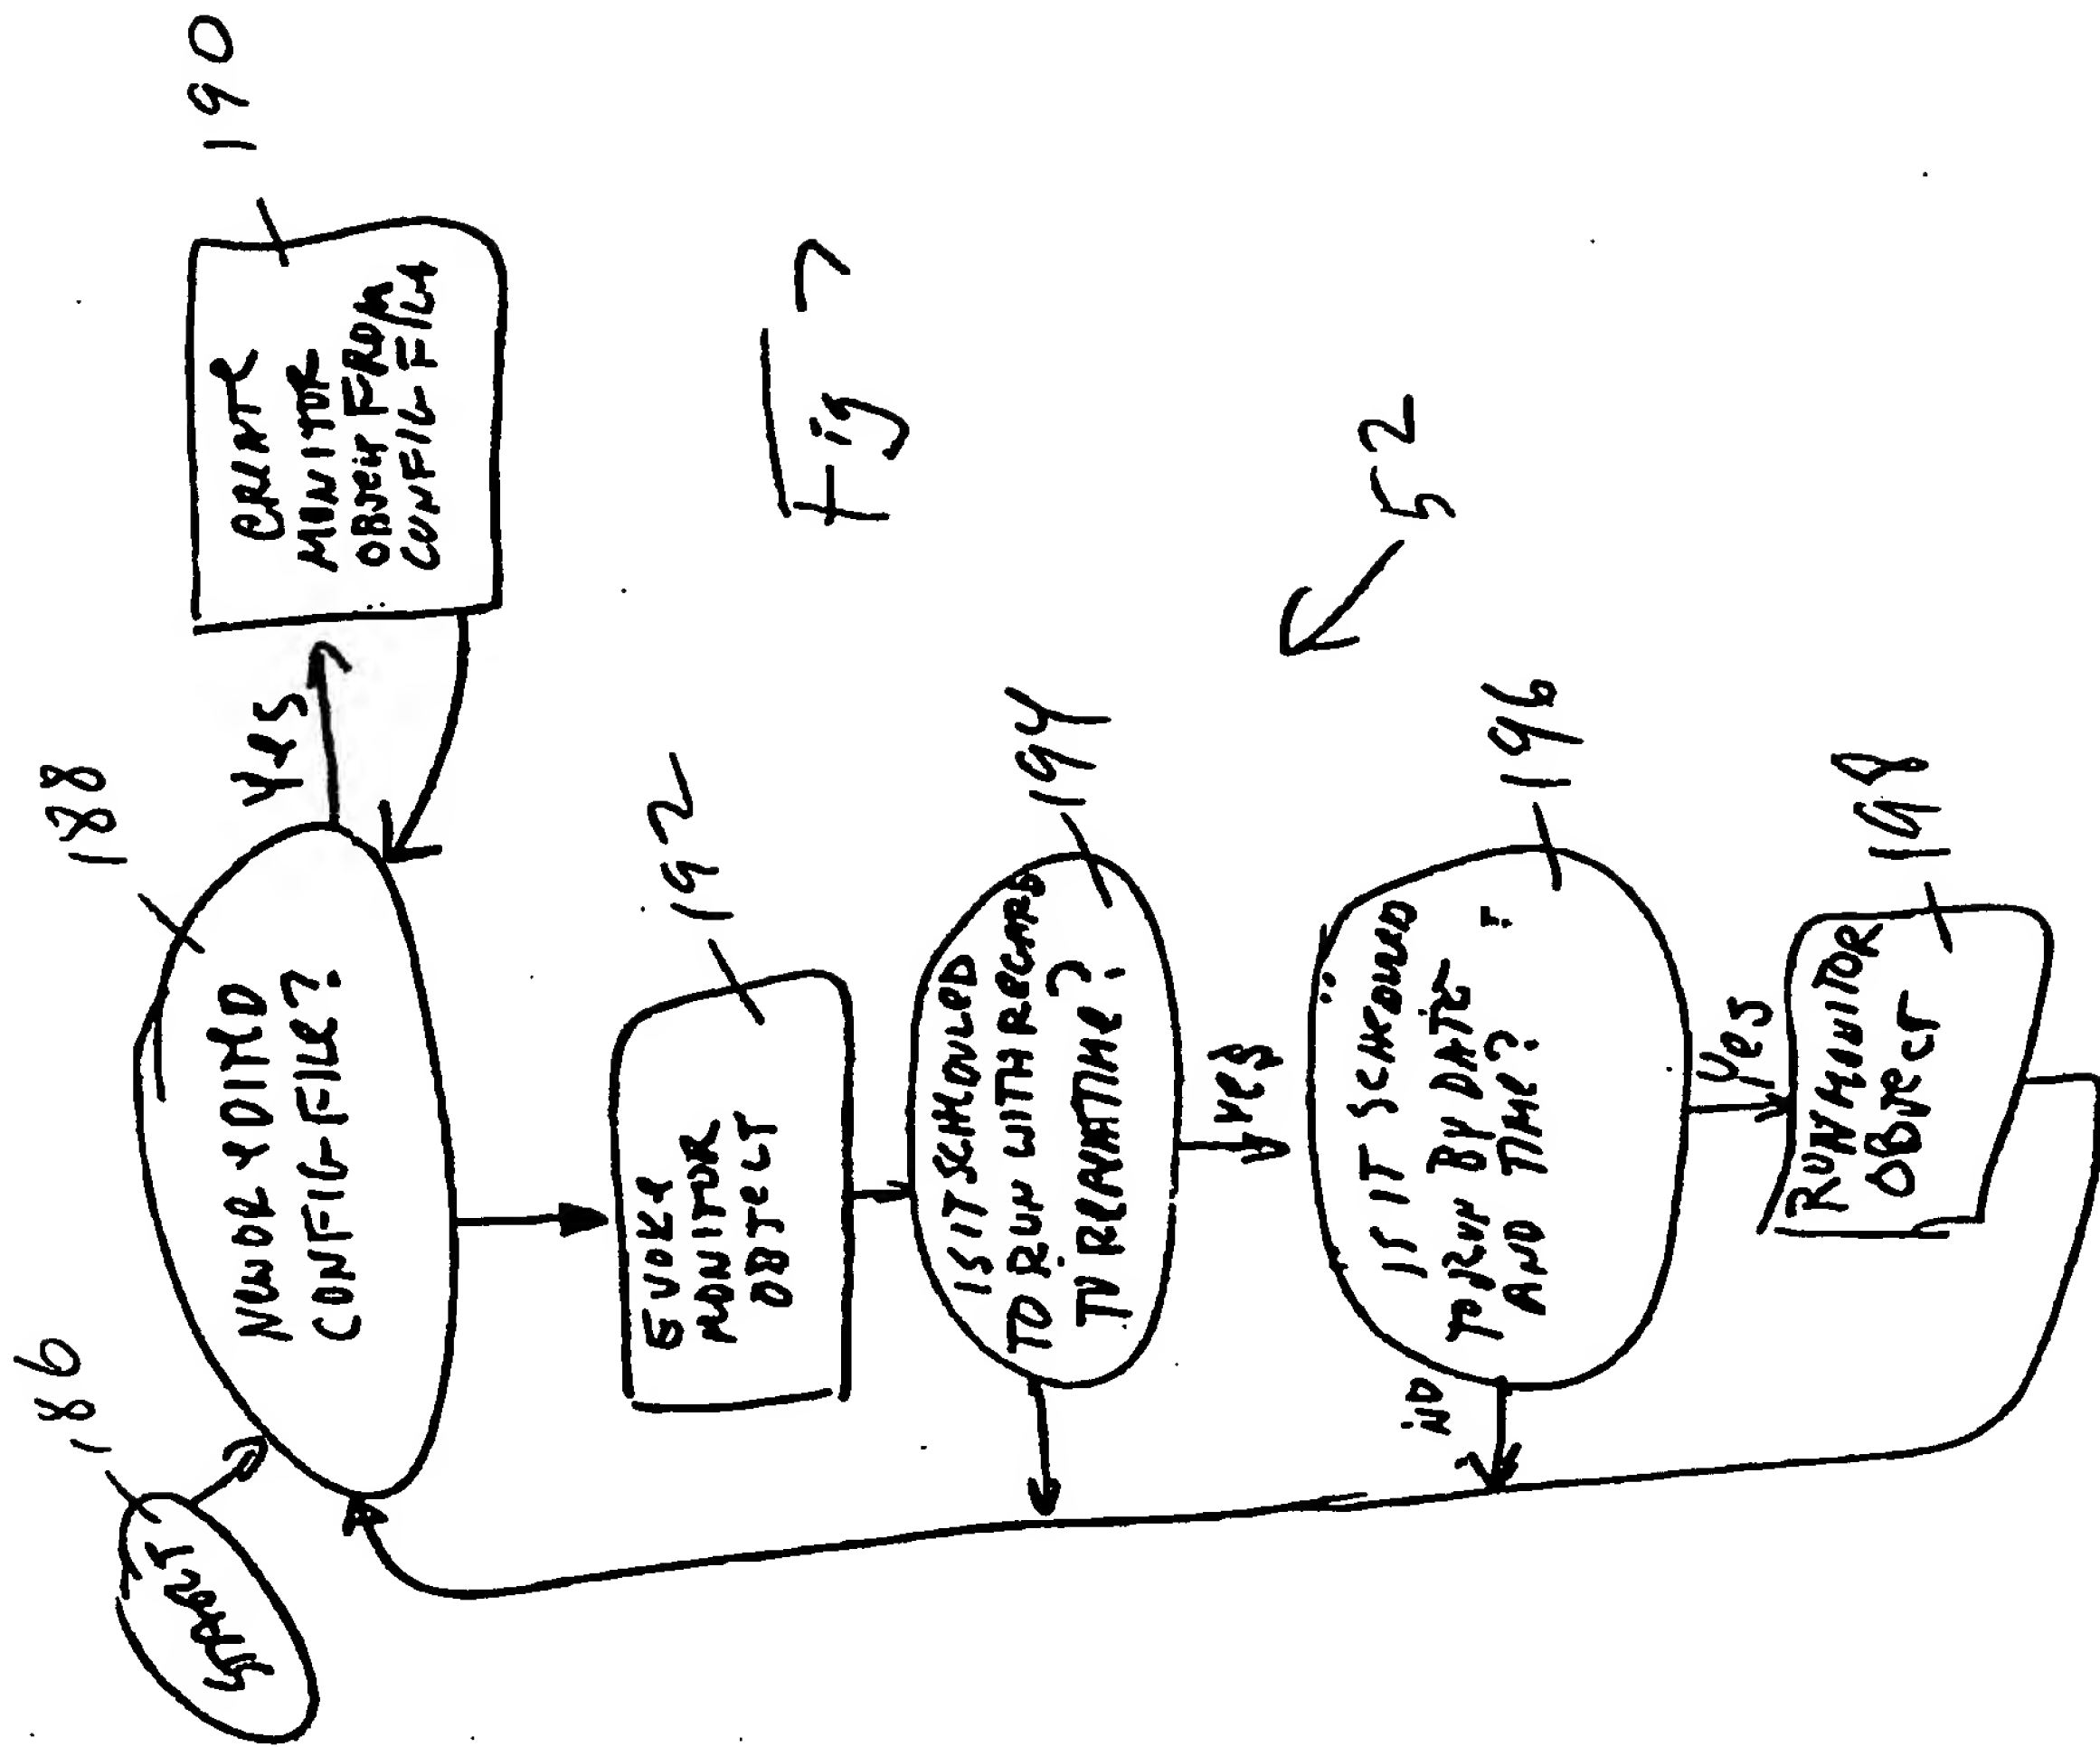 186
START
188
NEW OR EDITED
CONFIG FILE?
YES
190
CREATE
MONITOR
OBJECT FROM
CONFIG FILE
192
EVOKE
MONITOR
OBJECT
194
IS IT SCHEDULED
TO RUN WITH REGARD
TO REPEATTIME?
YES
196
IS IT SCHEDULED
TO RUN BY DATE
AND TIME?
NO
YES
198
RUN MONITOR
OBJECT
52
Fig 7